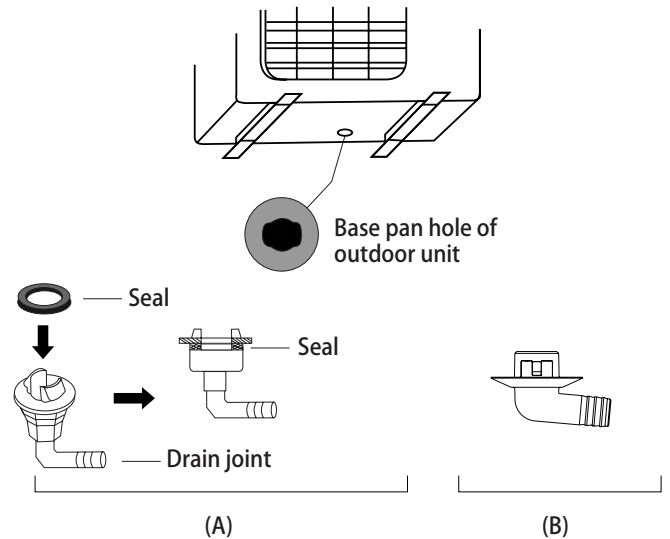 Base pan hole of
outdoor unit
Seal
Seal
Drain joint
(A)
(B)